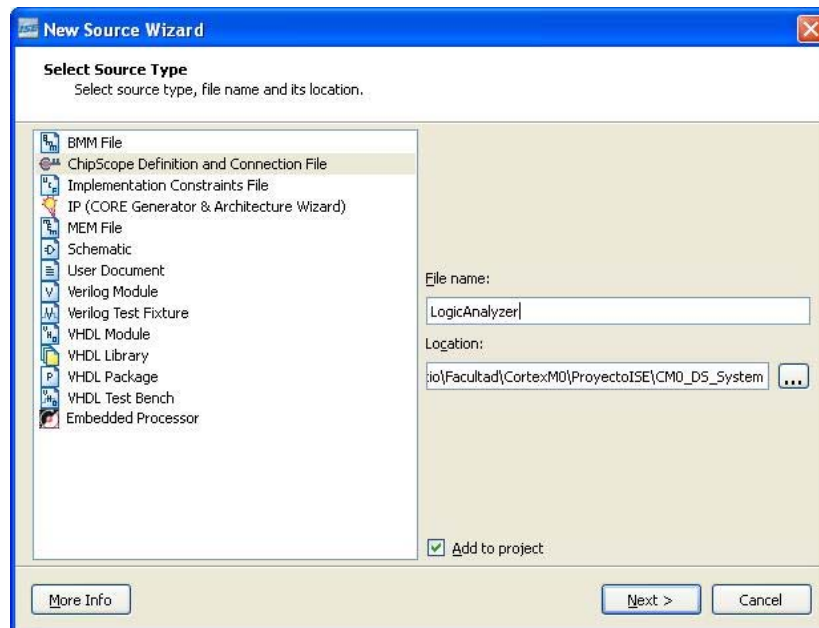 New Source Wizard
Select Source Type
Select source type, file name and its location.
BMM File
ChipScope Definition and Connection File
Implementation Constraints File
IP (CORE Generator & Architecture Wizard)
MEM File
Schematic
User Document
Verilog Module
Verilog Test Fixture
VHDL Module
VHDL Library
VHDL Package
VHDL Test Bench
Embedded Processor
File name:
LogicAnalyzer
Location:
io\Facultad\CortexM0\ProyectoISE\CM0_DS_System
...
Add to project
More Info
Next >
Cancel